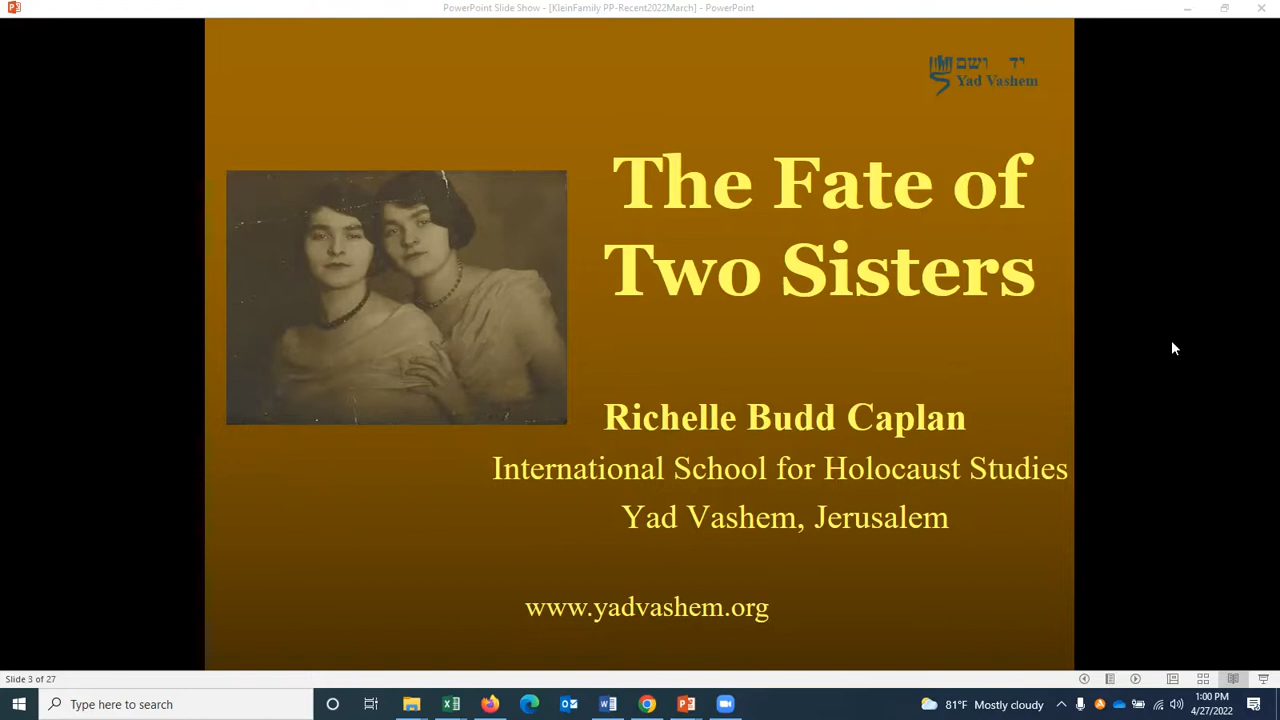 PowerPoint Slide Show - [KleinFamily PP-Recent2022March] - PowerPoint
יד ושם
Yad Vashem
The Fate of
Two Sisters
Richelle Budd Caplan
International School for Holocaust Studies
Yad Vashem, Jerusalem
www.yadvashem.org
Slide 3 of 27
Type here to search
81°F Mostly cloudy
1:00 PM
4/27/2022